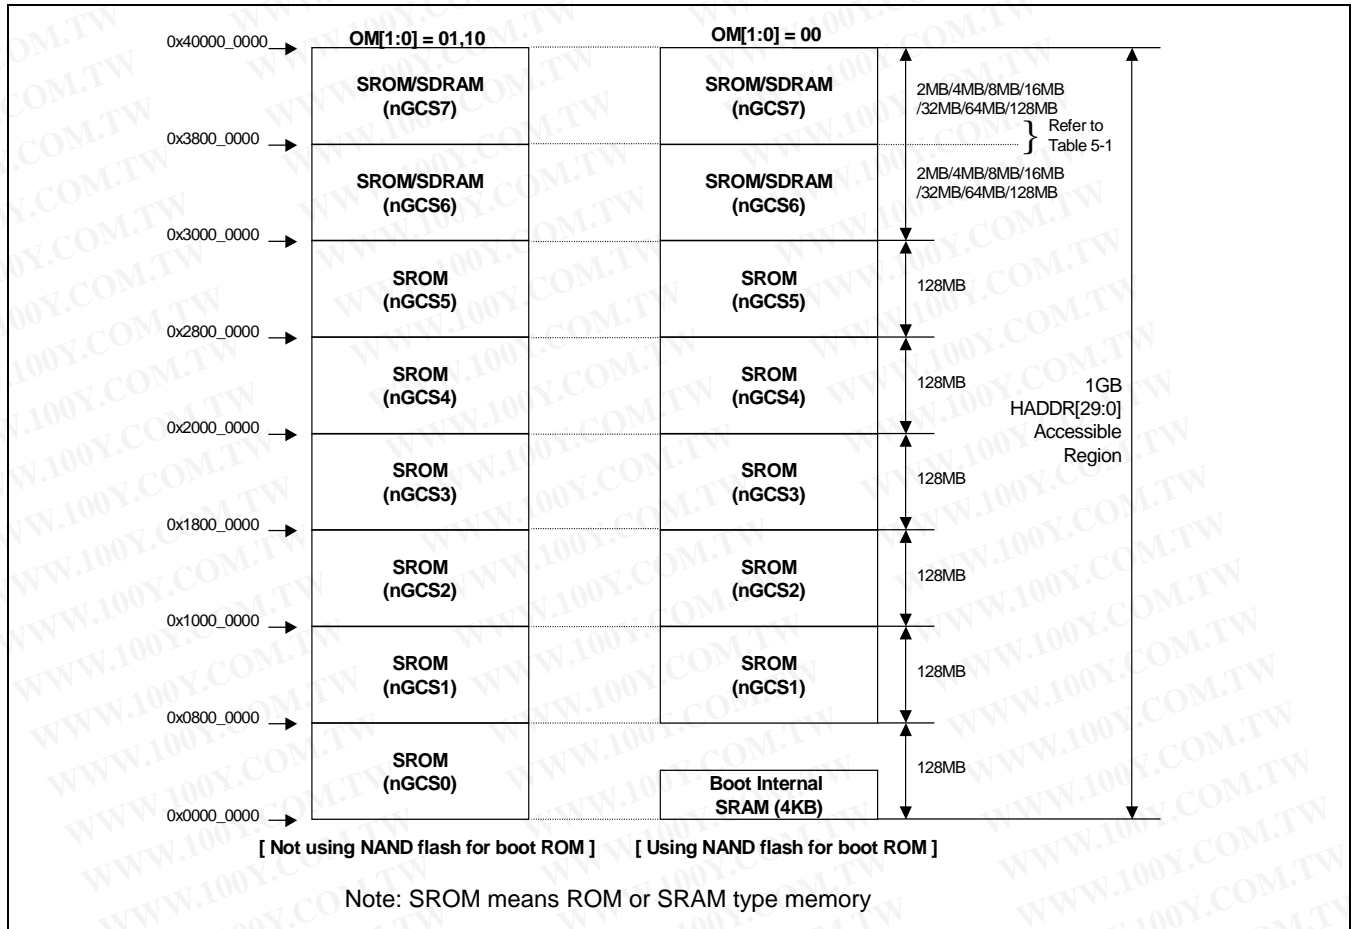 OM[1:0] = 01,10
OM[1:0] = 00
0x40000_0000
SROM/SDRAM
(nGCS7)
SROM/SDRAM
(nGCS7)
2MB/4MB/8MB/16MB
/32MB/64MB/128MB
Refer to
Table 5-1
0x3800_0000
SROM/SDRAM
(nGCS6)
SROM/SDRAM
(nGCS6)
2MB/4MB/8MB/16MB
/32MB/64MB/128MB
0x3000_0000
SROM
(nGCS5)
SROM
(nGCS5)
128MB
0x2800_0000
SROM
(nGCS4)
SROM
(nGCS4)
128MB
1GB
HADDR[29:0]
Accessible
Region
0x2000_0000
SROM
(nGCS3)
SROM
(nGCS3)
128MB
0x1800_0000
SROM
(nGCS2)
SROM
(nGCS2)
128MB
0x1000_0000
SROM
(nGCS1)
SROM
(nGCS1)
128MB
0x0800_0000
SROM
(nGCS0)
Boot Internal
SRAM (4KB)
128MB
0x0000_0000
[ Not using NAND flash for boot ROM ]
[ Using NAND flash for boot ROM ]
Note: SROM means ROM or SRAM type memory
WWW.100Y.COM.TW